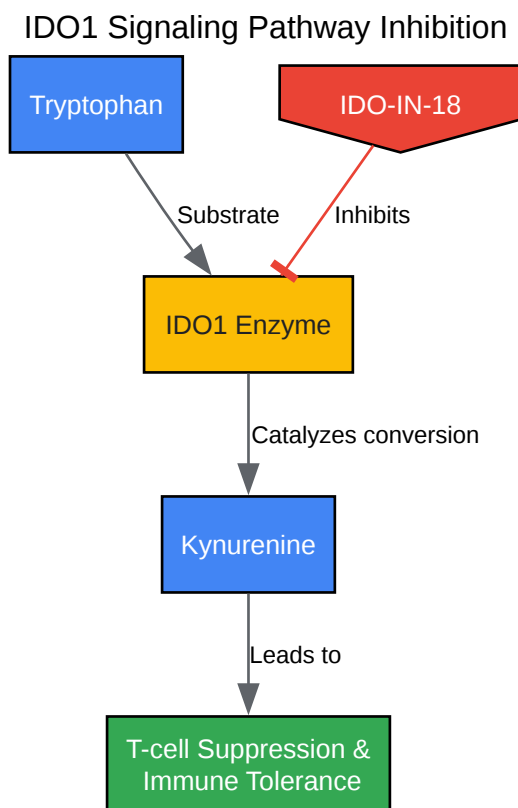 IDO1 Signaling Pathway Inhibition
Tryptophan
IDO-IN-18
Substrate
Inhibits
IDO1 Enzyme
Catalyzes conversion
Kynurenine
Leads to
T-cell Suppression &
Immune Tolerance